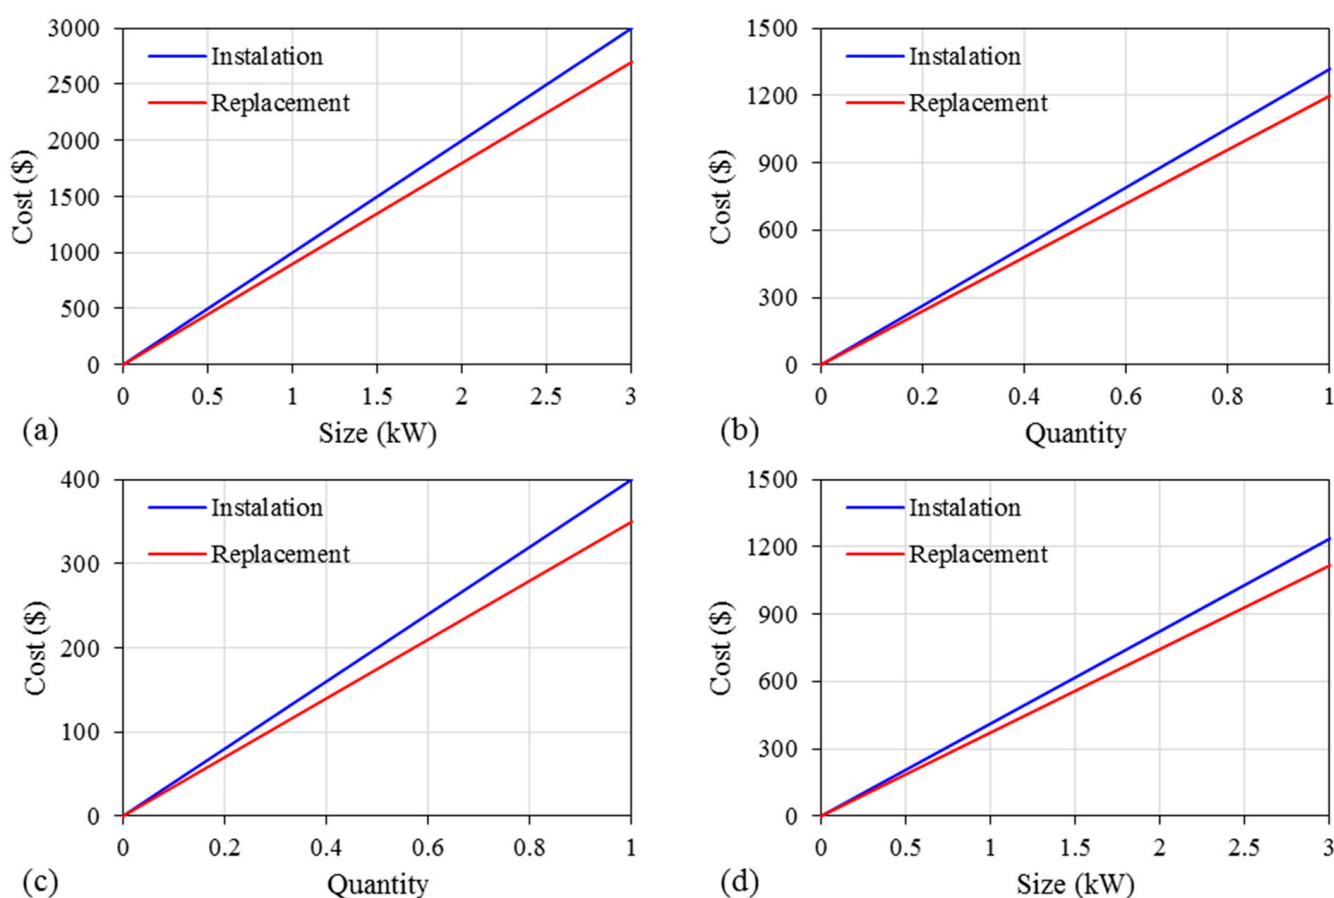 3000
2500
2000
1500
1000
500
0
Cost ($)
Instalation
Replacement
0 0.5 1 1.5 2 2.5 3
(a) Size (kW)
1500
1200
900
600
300
0
Cost ($)
Instalation
Replacement
0 0.2 0.4 0.6 0.8 1
(b) Quantity
400
300
200
100
0
Cost ($)
Instalation
Replacement
0 0.2 0.4 0.6 0.8 1
(c) Quantity
1500
1200
900
600
300
0
Cost ($)
Instalation
Replacement
0 0.5 1 1.5 2 2.5 3
(d) Size (kW)